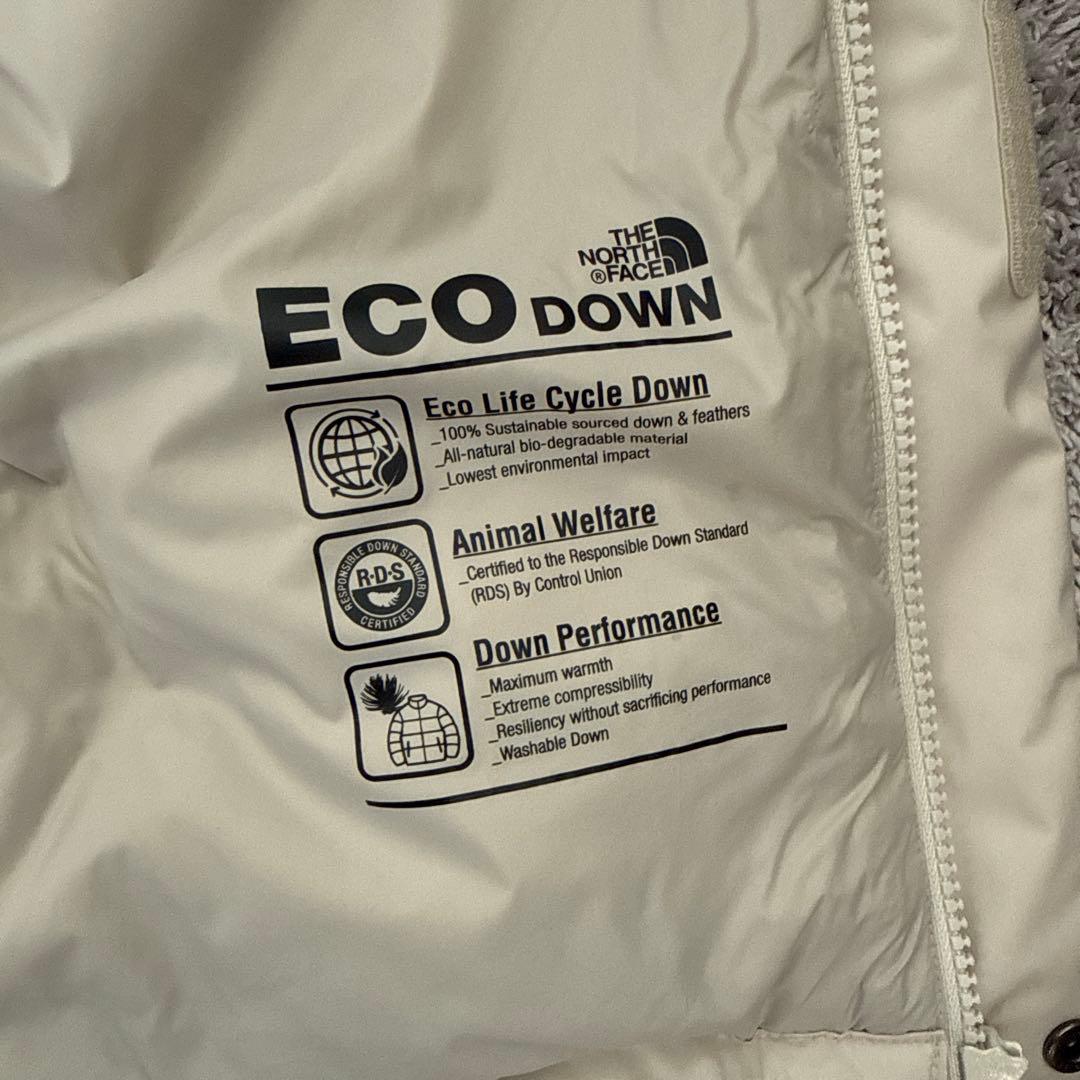 THE
NORTH
®FACE
ECO DOWN
Eco Life Cycle Down
_100% Sustainable sourced down & feathers
_All-natural bio-degradable material
_Lowest environmental impact
RESPONSIBLE DOWN STANDARD
R·D·S
CERTIFIED
Animal Welfare
_Certified to the Responsible Down Standard
(RDS) By Control Union
Down Performance
_Maximum warmth
_Extreme compressibility
_Resiliency without sacrificing performance
_Washable Down